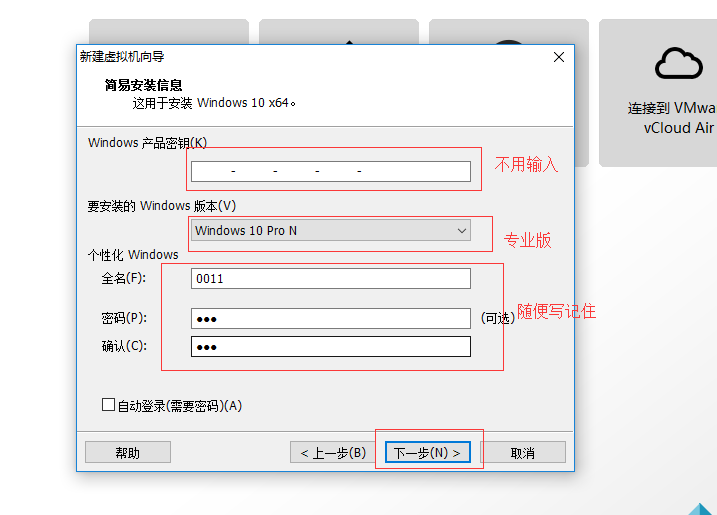 新建虚拟机向导
简易安装信息
这用于安装 Windows 10 x64。
连接到 VMwa
vCloud Air
Windows 产品密钥(K)
- - - -
不用输入
要安装的 Windows 版本(V)
Windows 10 Pro N
专业版
个性化 Windows
全名(F): 0011
密码(P): ●●● (可选)
随便写记住
确认(C): ●●●
自动登录(需要密码)(A)
帮助 < 上一步(B) 下一步(N) > 取消